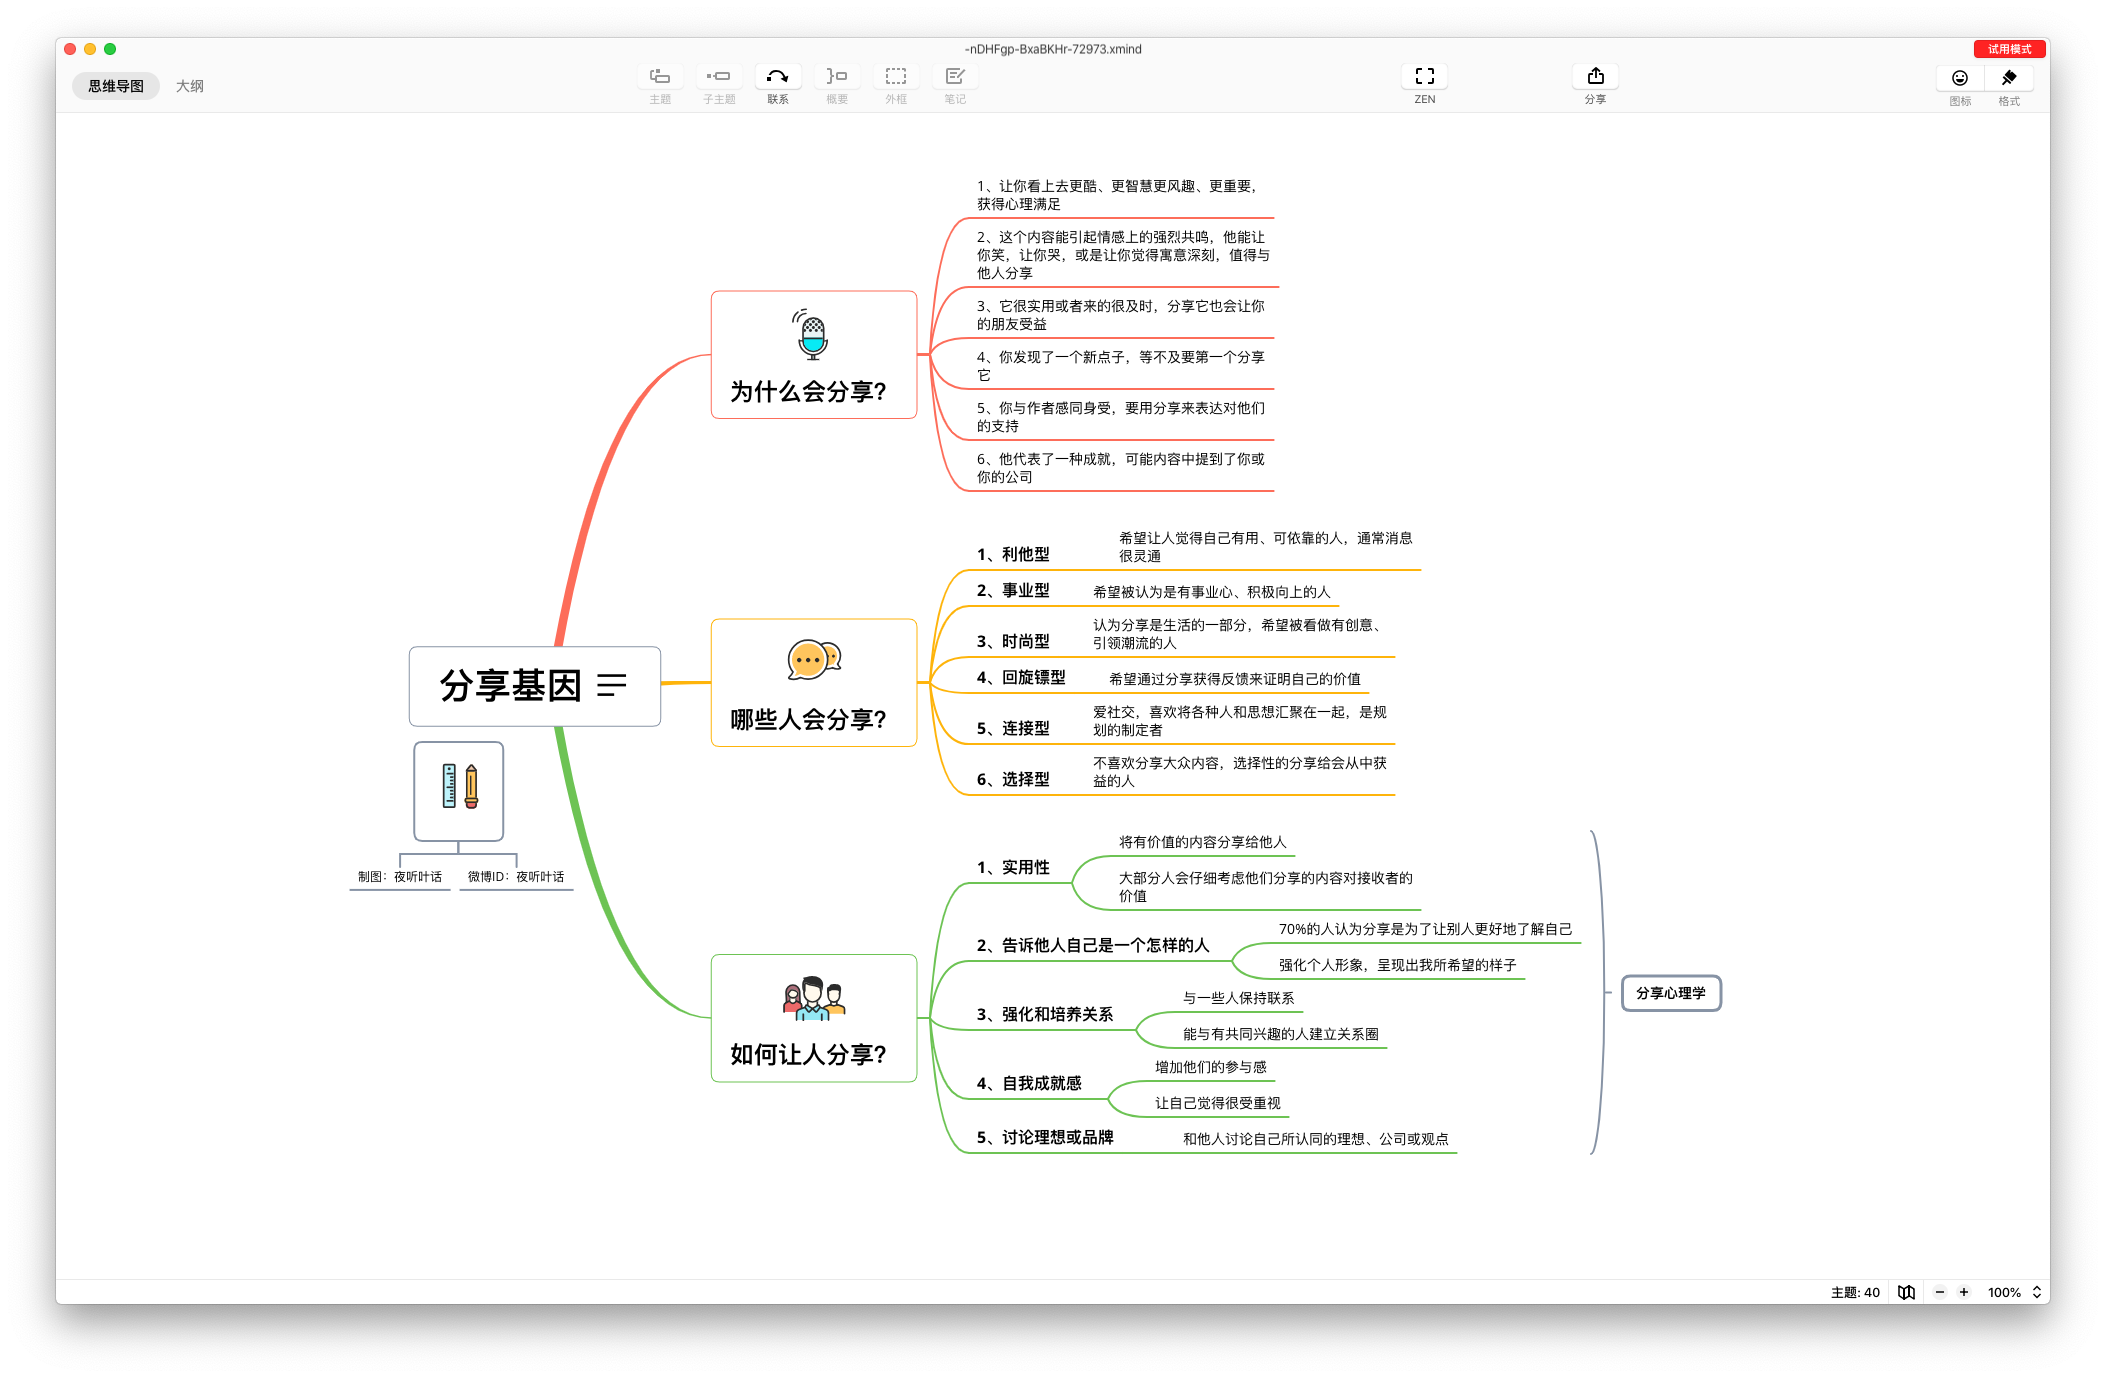 -nDHFgp-BxaBKHr-72973.xmind
试用模式
思维导图
大纲
主题
子主题
联系
概要
外框
笔记
ZEN
分享
图标
格式
分享基因
制图：夜听叶话
微博ID：夜听叶话
为什么会分享？
1、让你看上去更酷、更智慧更风趣、更重要，
获得心理满足
2、这个内容能引起情感上的强烈共鸣，他能让
你笑，让你哭，或是让你觉得寓意深刻，值得与
他人分享
3、它很实用或者来的很及时，分享它也会让你
的朋友受益
4、你发现了一个新点子，等不及要第一个分享
它
5、你与作者感同身受，要用分享来表达对他们
的支持
6、他代表了一种成就，可能内容中提到了你或
你的公司
哪些人会分享？
1、利他型
希望让人觉得自己有用、可依靠的人，通常消息
很灵通
2、事业型
希望被认为是有事业心、积极向上的人
3、时尚型
认为分享是生活的一部分，希望被看做有创意、
引领潮流的人
4、回旋镖型
希望通过分享获得反馈来证明自己的价值
5、连接型
爱社交，喜欢将各种人和思想汇聚在一起，是规
划的制定者
6、选择型
不喜欢分享大众内容，选择性的分享给会从中获
益的人
如何让人分享？
1、实用性
将有价值的内容分享给他人
大部分人会仔细考虑他们分享的内容对接收者的
价值
2、告诉他人自己是一个怎样的人
70%的人认为分享是为了让别人更好地了解自己
强化个人形象，呈现出我所希望的样子
3、强化和培养关系
与一些人保持联系
能与有共同兴趣的人建立关系圈
4、自我成就感
增加他们的参与感
让自己觉得很受重视
5、讨论理想或品牌
和他人讨论自己所认同的理想、公司或观点
分享心理学
主题: 40
100%